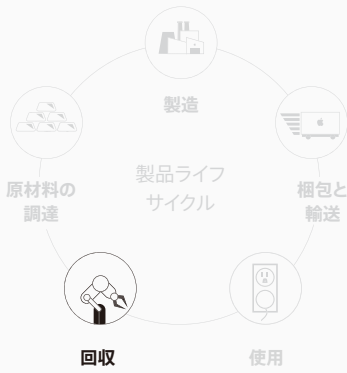 製造
原材料の
調達
製品ライフ
サイクル
梱包と
輸送
回収
使用